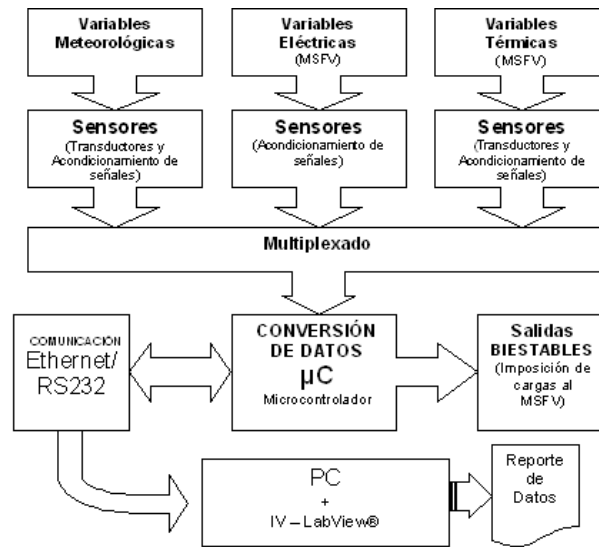 Variables
Meteorológicas
Variables
Eléctricas
(MSFV)
Variables
Térmicas
(MSFV)
Sensores
(Transductores y
Acondicionamiento de
señales)
Sensores
(Acondicionamiento de
señales)
Sensores
(Transductores y
Acondicionamiento de
señales)
Multiplexado
COMUNICACIÓN
Ethernet/
RS232
CONVERSIÓN
DE DATOS
µC
Microcontrolador
Salidas
BIESTABLES
(Imposición de
cargas al
MSFV)
PC
+
IV – LabView®
Reporte
de
Datos